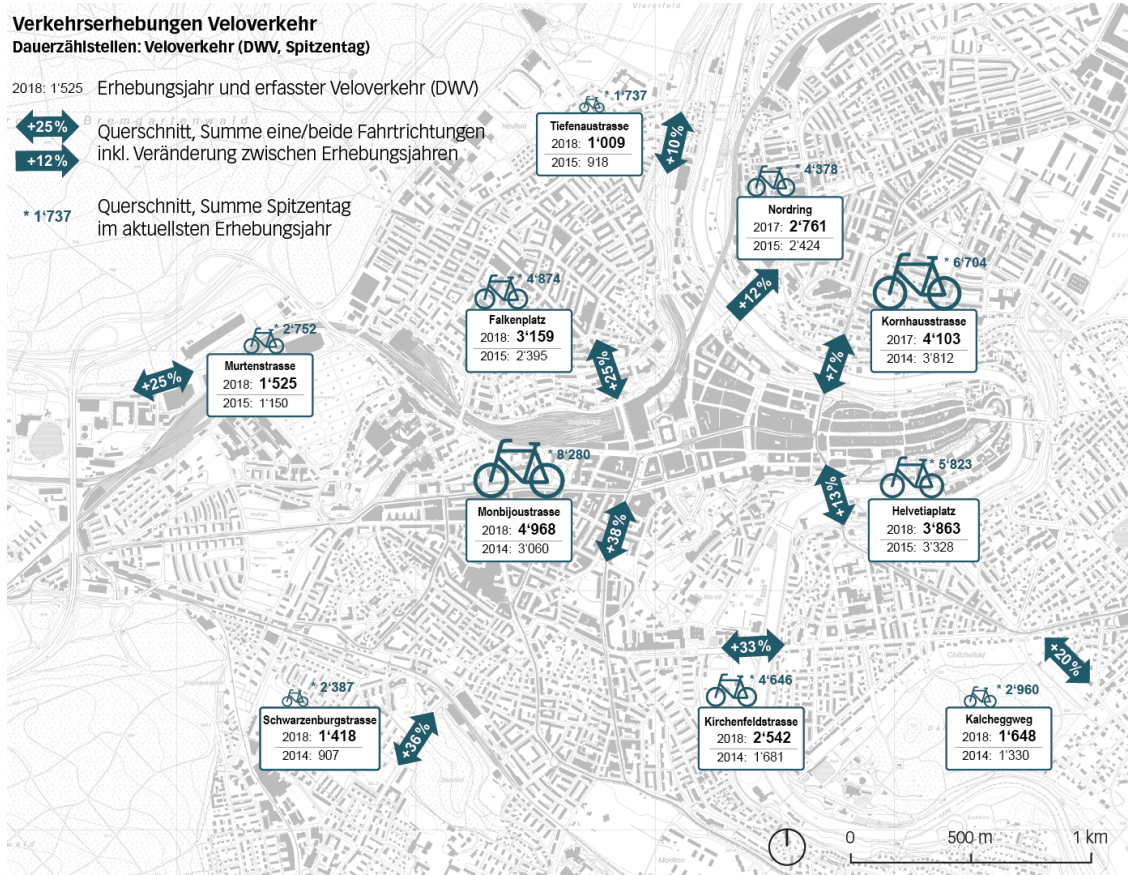 Verkehrserhebungen Veloverkehr
Dauerzählstellen: Veloverkehr (DWV, Spitzentag)
2018: 1'525 Erhebungsjahr und erfasster Veloverkehr (DWV)
+25 %
+12 %
Querschnitt, Summe eine/beide Fahrtrichtungen
inkl. Veränderung zwischen Erhebungsjahren
* 1'737
Querschnitt, Summe Spitzentag
im aktuellsten Erhebungsjahr
Viererfeld
Neufeld
Bremgartenwald
* 1'737
Tiefenaustrasse
2018: 1'009
2015: 918
+10 %
* 4'378
Nordring
2017: 2'761
2015: 2'424
+12 %
* 6'704
Kornhausstrasse
2017: 4'103
2014: 3'812
+7 %
* 4'874
Falkenplatz
2018: 3'159
2015: 2'395
+25 %
* 2'752
Murtenstrasse
2018: 1'525
2015: 1'150
+25 %
* 8'280
Monbijoustrasse
2018: 4'968
2014: 3'060
+38 %
* 5'823
Helvetiaplatz
2018: 3'863
2015: 3'328
+13 %
+33 %
* 4'646
Kirchenfeldstrasse
2018: 2'542
2014: 1'681
Chilchefeld
+20 %
* 2'960
Kalcheggweg
2018: 1'648
2014: 1'330
* 2'387
Schwarzenburgstrasse
2018: 1'418
2014: 907
+36 %
Morillon
0 500 m 1 km